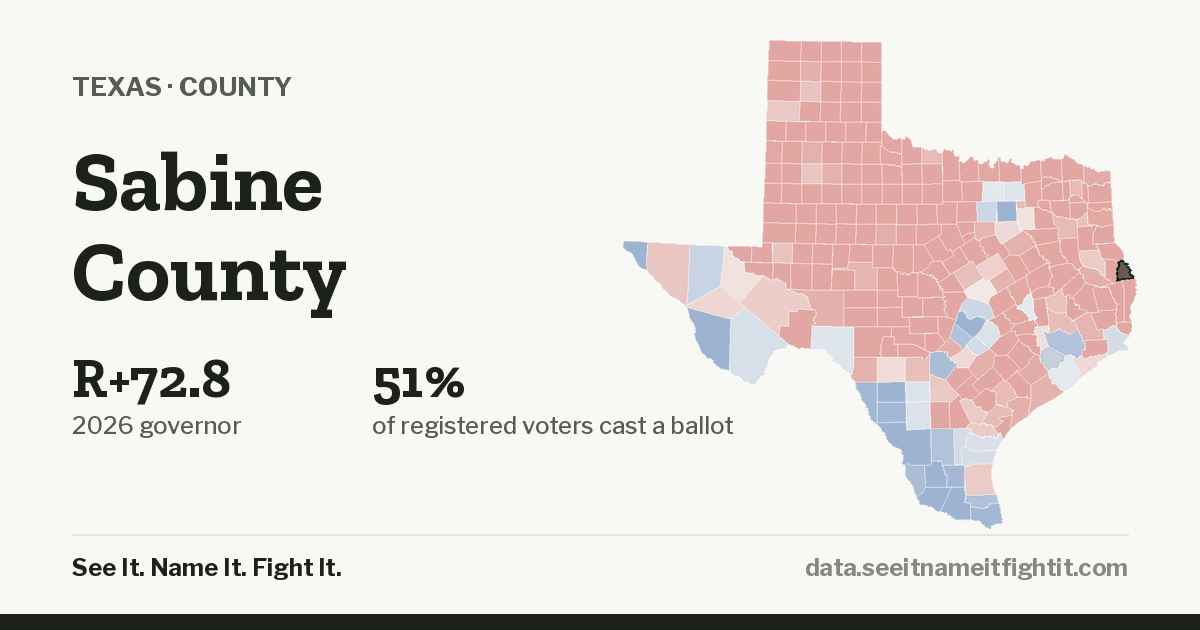 TEXAS · COUNTY
Sabine
County
R+72.8
2026 governor
51%
of registered voters cast a ballot
See It. Name It. Fight It.
data.seeitnameitfightit.com